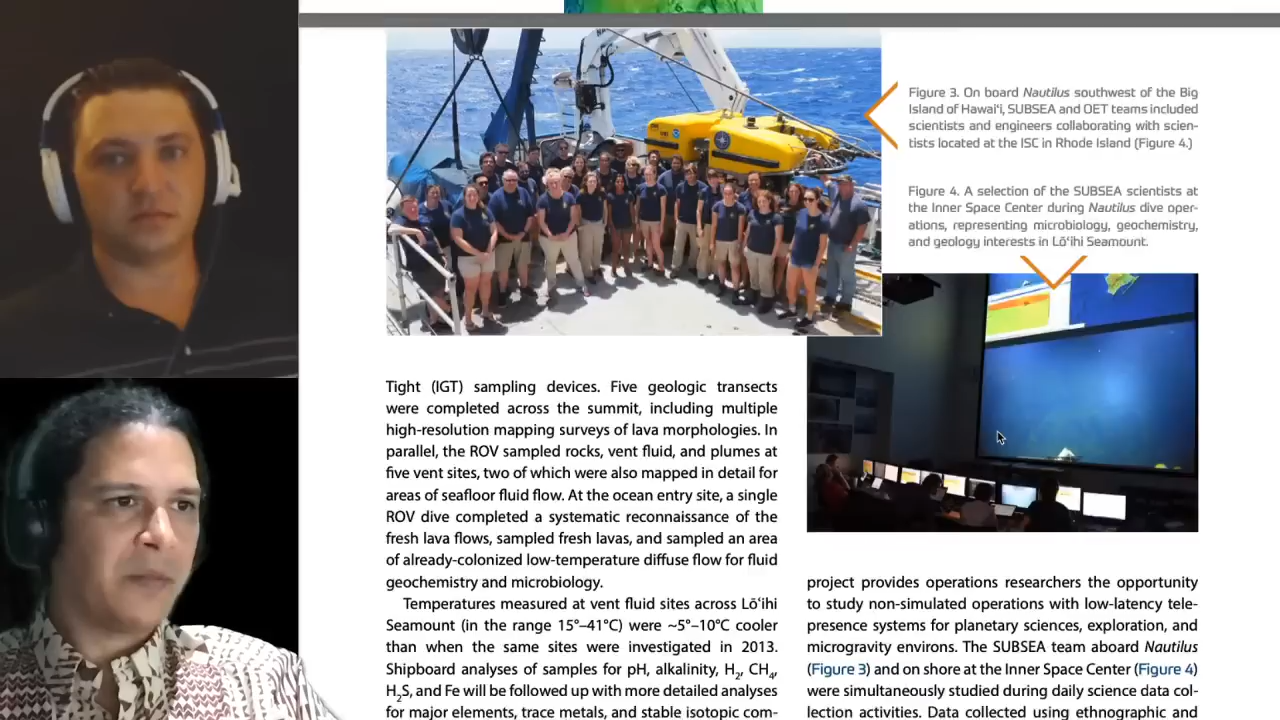 Figure 3. On board Nautilus southwest of the Big
Island of Hawaiʻi, SUBSEA and OET teams included
scientists and engineers collaborating with scien-
tists located at the ISC in Rhode Island (Figure 4.)
Figure 4. A selection of the SUBSEA scientists at
the Inner Space Center during Nautilus dive oper-
ations, representing microbiology, geochemistry,
and geology interests in Lōʻihi Seamount.
Tight (IGT) sampling devices. Five geologic transects
were completed across the summit, including multiple
high-resolution mapping surveys of lava morphologies. In
parallel, the ROV sampled rocks, vent fluid, and plumes at
five vent sites, two of which were also mapped in detail for
areas of seafloor fluid flow. At the ocean entry site, a single
ROV dive completed a systematic reconnaissance of the
fresh lava flows, sampled fresh lavas, and sampled an area
of already-colonized low-temperature diffuse flow for fluid
geochemistry and microbiology.
Temperatures measured at vent fluid sites across Lōʻihi
Seamount (in the range 15°–41°C) were ~5°–10°C cooler
than when the same sites were investigated in 2013.
Shipboard analyses of samples for pH, alkalinity, H₂, CH₄,
H₂S, and Fe will be followed up with more detailed analyses
for major elements, trace metals, and stable isotopic com-
project provides operations researchers the opportunity
to study non-simulated operations with low-latency tele-
presence systems for planetary sciences, exploration, and
microgravity environs. The SUBSEA team aboard Nautilus
(Figure 3) and on shore at the Inner Space Center (Figure 4)
were simultaneously studied during daily science data col-
lection activities. Data collected using ethnographic and